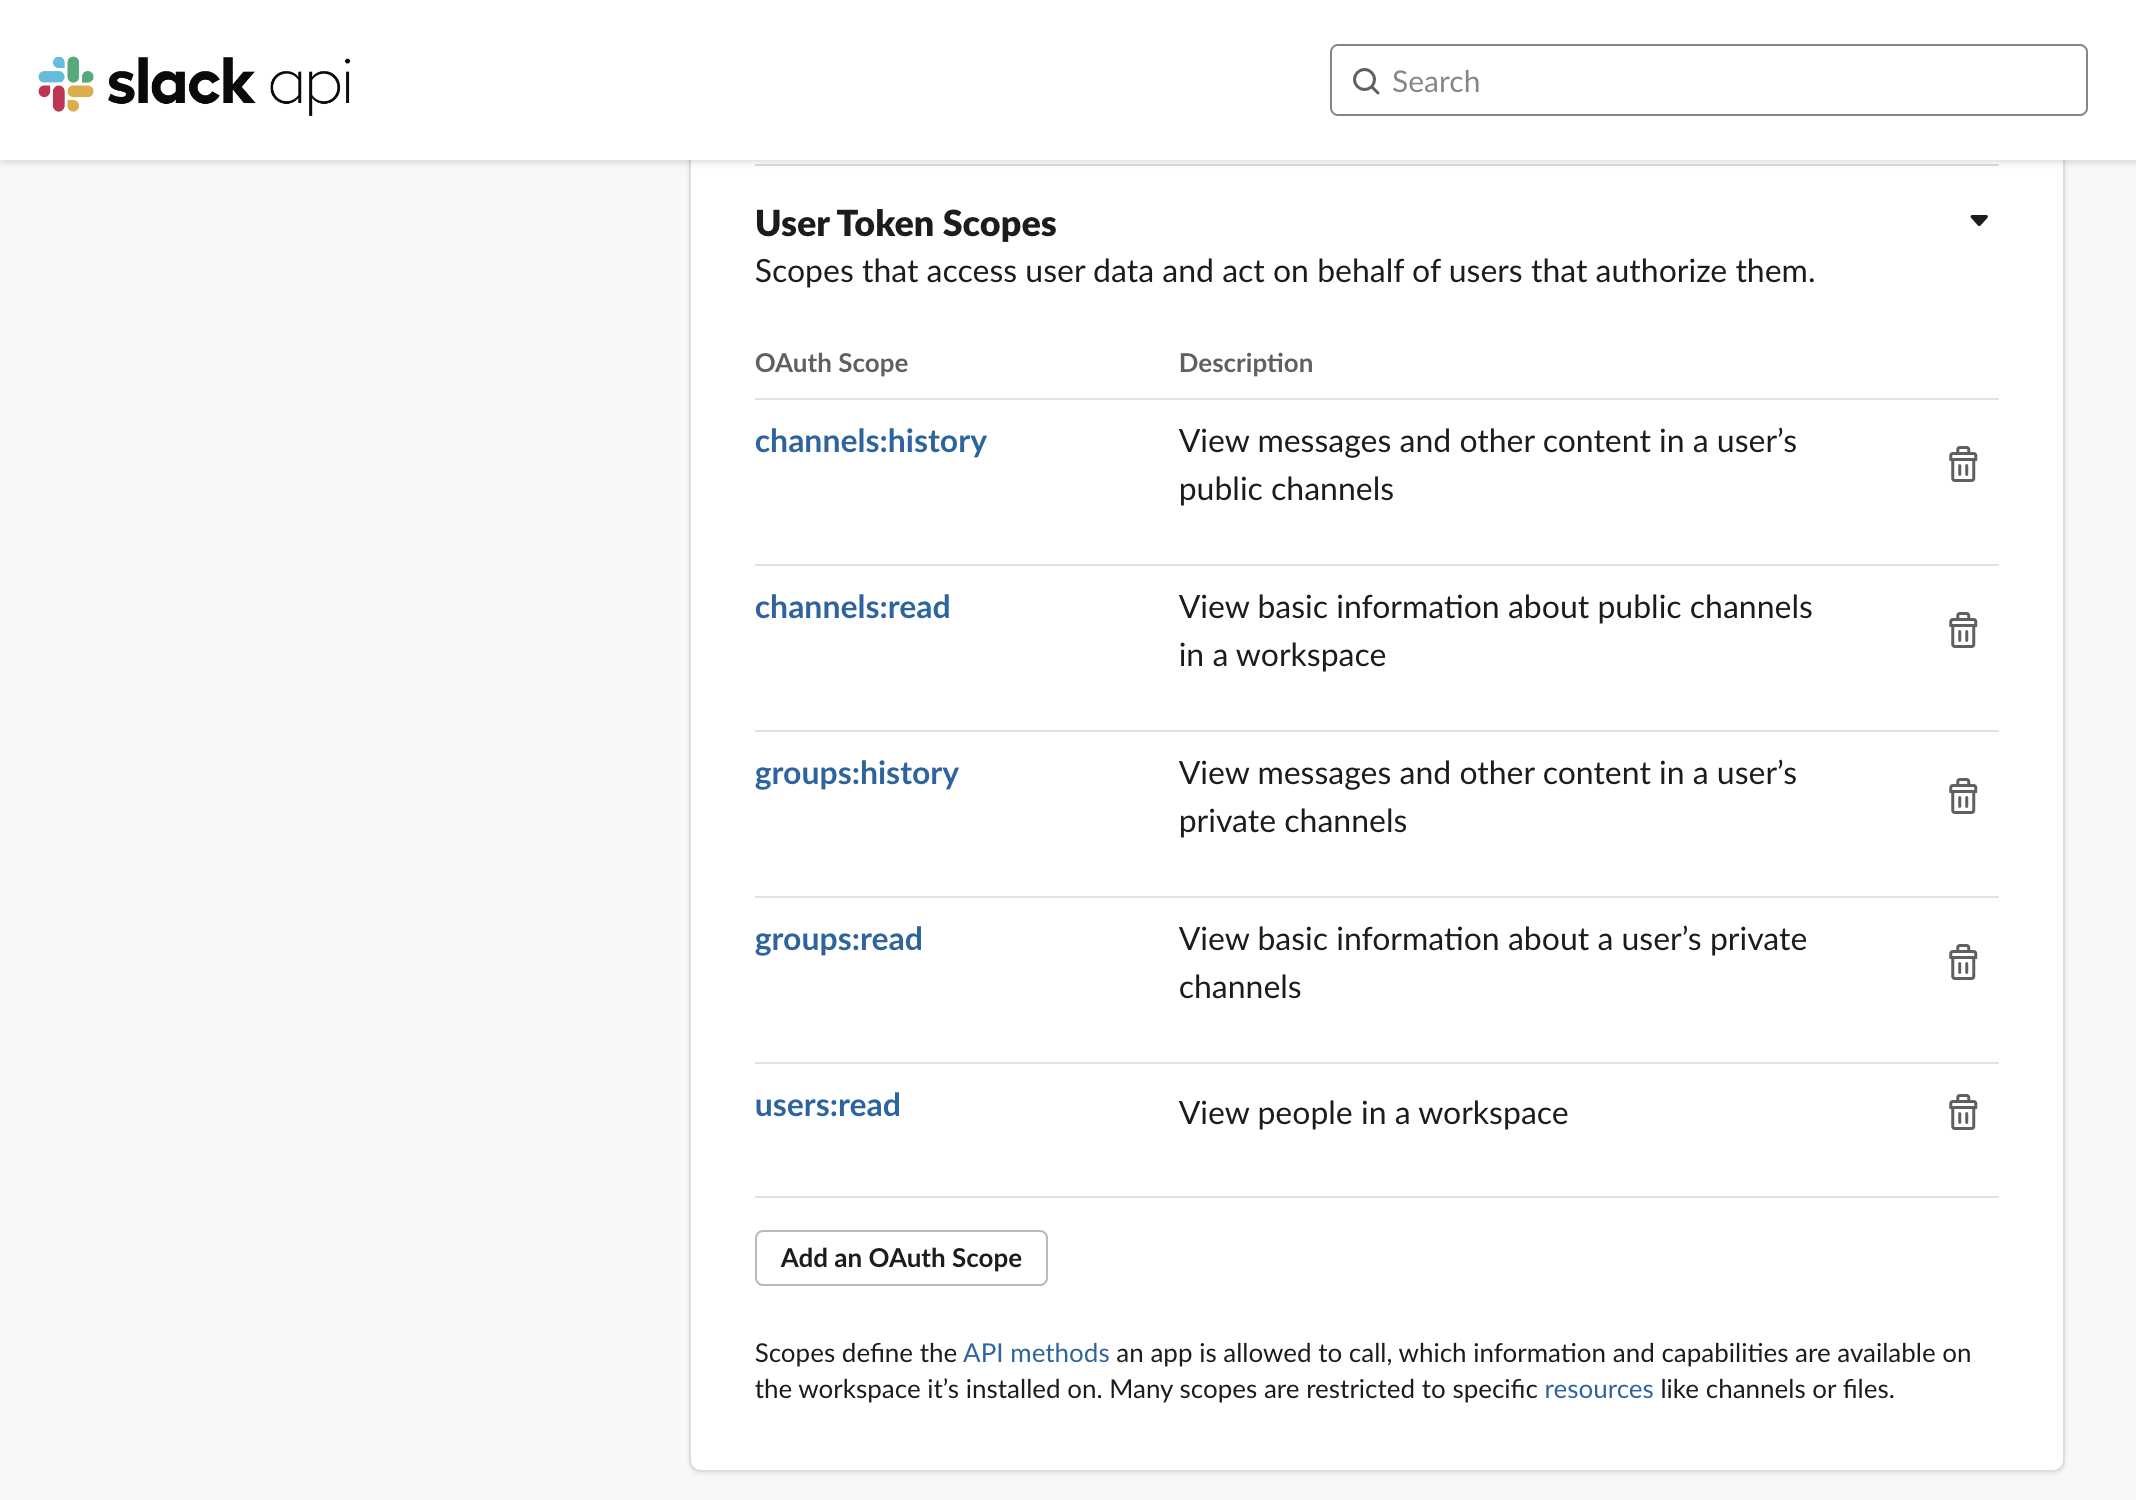 slack api
Search
User Token Scopes
Scopes that access user data and act on behalf of users that authorize them.
OAuth Scope Description
channels:history View messages and other content in a user’s
public channels
channels:read View basic information about public channels
in a workspace
groups:history View messages and other content in a user’s
private channels
groups:read View basic information about a user’s private
channels
users:read View people in a workspace
Add an OAuth Scope
Scopes define the API methods an app is allowed to call, which information and capabilities are available on
the workspace it’s installed on. Many scopes are restricted to specific resources like channels or files.